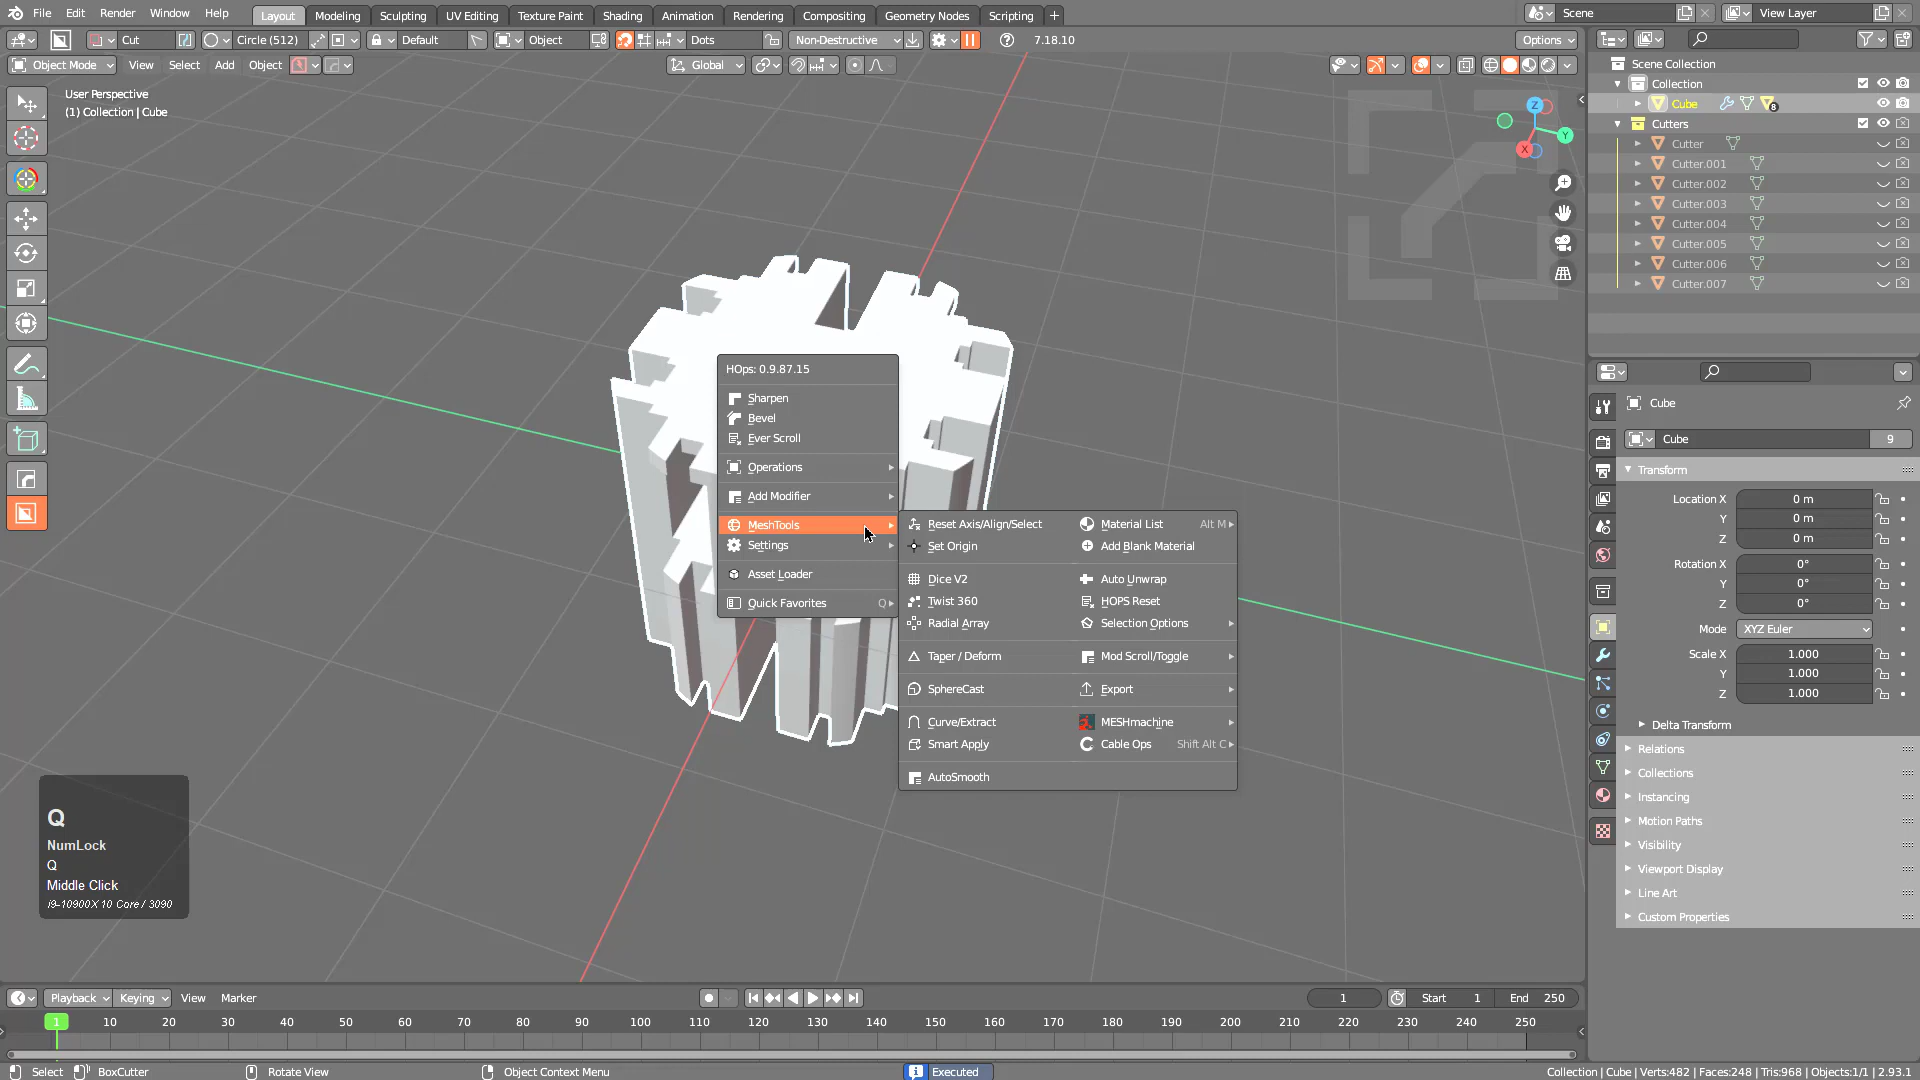 File Edit Render Window Help Layout Modeling Sculpting UV Editing Texture Paint Shading Animation Rendering Compositing Geometry Nodes Scripting + Scene View Layer
Cut Circle (512) Default Object Dots Non-Destructive 7.18.10 Options
Object Mode View Select Add Object Global
User Perspective
(1) Collection | Cube
Z
Y
X
Scene Collection
Collection
Cube 8
Cutters
Cutter
Cutter.001
Cutter.002
Cutter.003
Cutter.004
Cutter.005
Cutter.006
Cutter.007
HOps: 0.9.87.15
Sharpen
Bevel
Ever Scroll
Operations
Add Modifier
MeshTools
Settings
Asset Loader
Quick Favorites Q
Reset Axis/Align/Select Material List Alt M
Set Origin Add Blank Material
Dice V2 Auto Unwrap
Twist 360 HOPS Reset
Radial Array Selection Options
Taper / Deform Mod Scroll/Toggle
SphereCast Export
Curve/Extract MESHmachine
Smart Apply Cable Ops Shift Alt C
AutoSmooth
Cube
Cube 9
Transform
Location X 0 m
Y 0 m
Z 0 m
Rotation X 0°
Y 0°
Z 0°
Mode XYZ Euler
Scale X 1.000
Y 1.000
Z 1.000
Delta Transform
Relations
Collections
Instancing
Motion Paths
Visibility
Viewport Display
Line Art
Custom Properties
Q
NumLock
Q
Middle Click
i9-10900X 10 Core / 3090
Playback Keying View Marker 1 Start 1 End 250
1 10 20 30 40 50 60 70 80 90 100 110 120 130 140 150 160 170 180 190 200 210 220 230 240 250
Select BoxCutter Rotate View Object Context Menu Executed Collection | Cube | Verts:482 | Faces:248 | Tris:968 | Objects:1/1 | 2.93.1